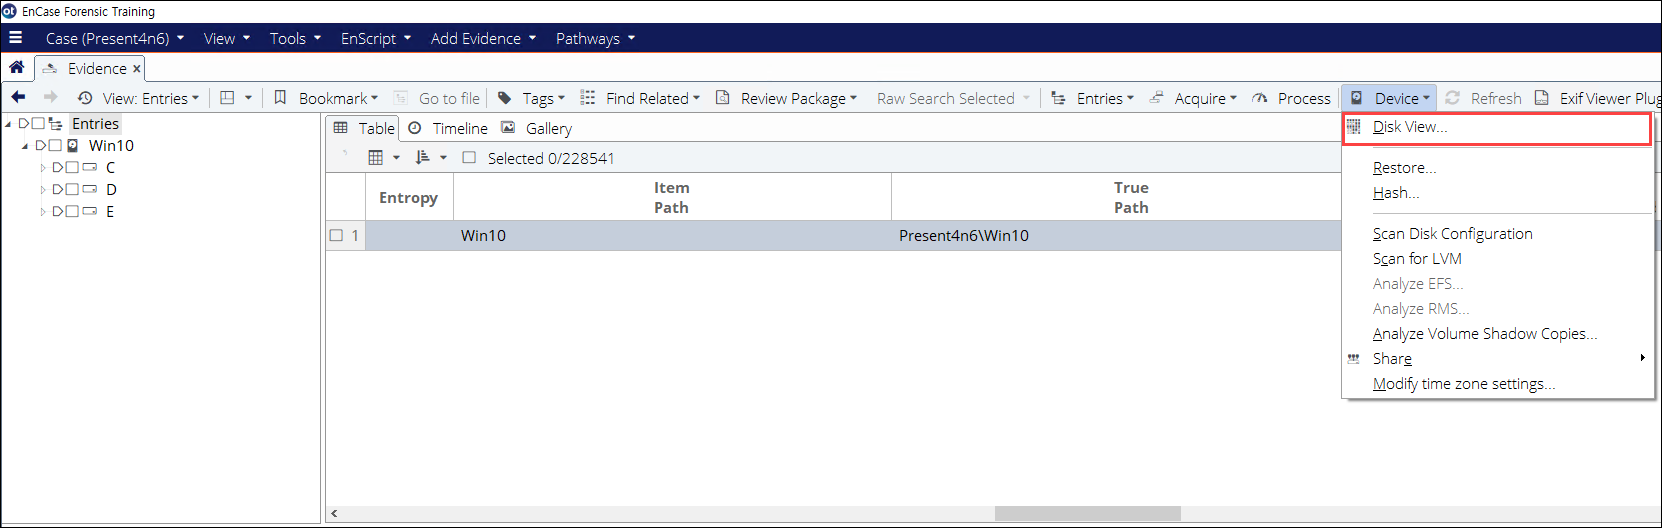 EnCase Forensic Training
Case (Present4n6) View Tools EnScript Add Evidence Pathways
Evidence
View: Entries Bookmark Go to file Tags Find Related Review Package Raw Search Selected Entries Acquire Process Device Refresh Exif Viewer Plug
Entries
Win10
C
D
E
Table Timeline Gallery
Selected 0/228541
Entropy Item Path True Path
1 Win10 Present4n6\Win10
Disk View...
Restore...
Hash...
Scan Disk Configuration
Scan for LVM
Analyze EFS...
Analyze RMS...
Analyze Volume Shadow Copies...
Share
Modify time zone settings...